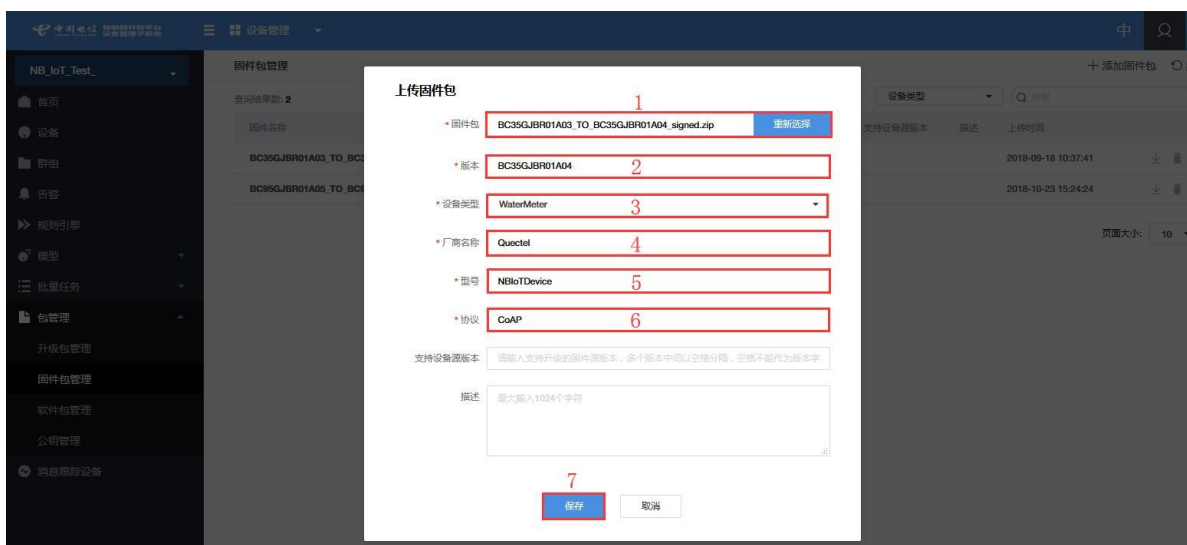 中国电信
设备管理
中
NB_IoT_Test_
首页
设备
群组
告警
规则引擎
模型
批量任务
包管理
升级包管理
固件包管理
软件包管理
公钥管理
消息跟踪设备
固件包管理
添加固件包
查询结果数: 2
设备类型
搜索
固件名称
支持设备源版本 描述 上传时间
BC35GJBR01A03_TO_BC3
2018-09-18 10:37:41
BC95GJBR01A05_TO_BC9
2018-10-23 15:24:24
页面大小: 10
上传固件包
1
* 固件包 BC35GJBR01A03_TO_BC35GJBR01A04_signed.zip 重新选择
* 版本 BC35GJBR01A04 2
* 设备类型 WaterMeter 3
* 厂商名称 Quectel 4
* 型号 NBIoTDevice 5
* 协议 CoAP 6
支持设备源版本 请输入支持升级的固件源版本，多个版本中间以空格分隔，空格不能作为版本字
描述 最大输入1024个字符
7
保存 取消